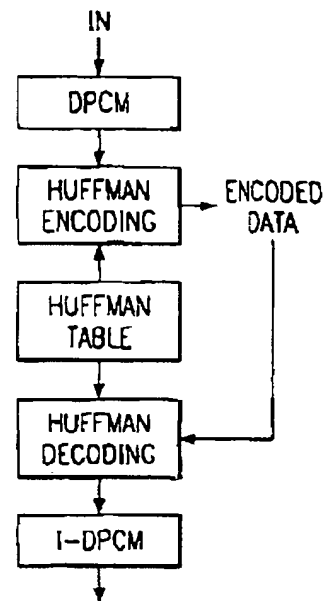 IN
DPCM
HUFFMAN
ENCODING
ENCODED
DATA
HUFFMAN
TABLE
HUFFMAN
DECODING
I-DPCM